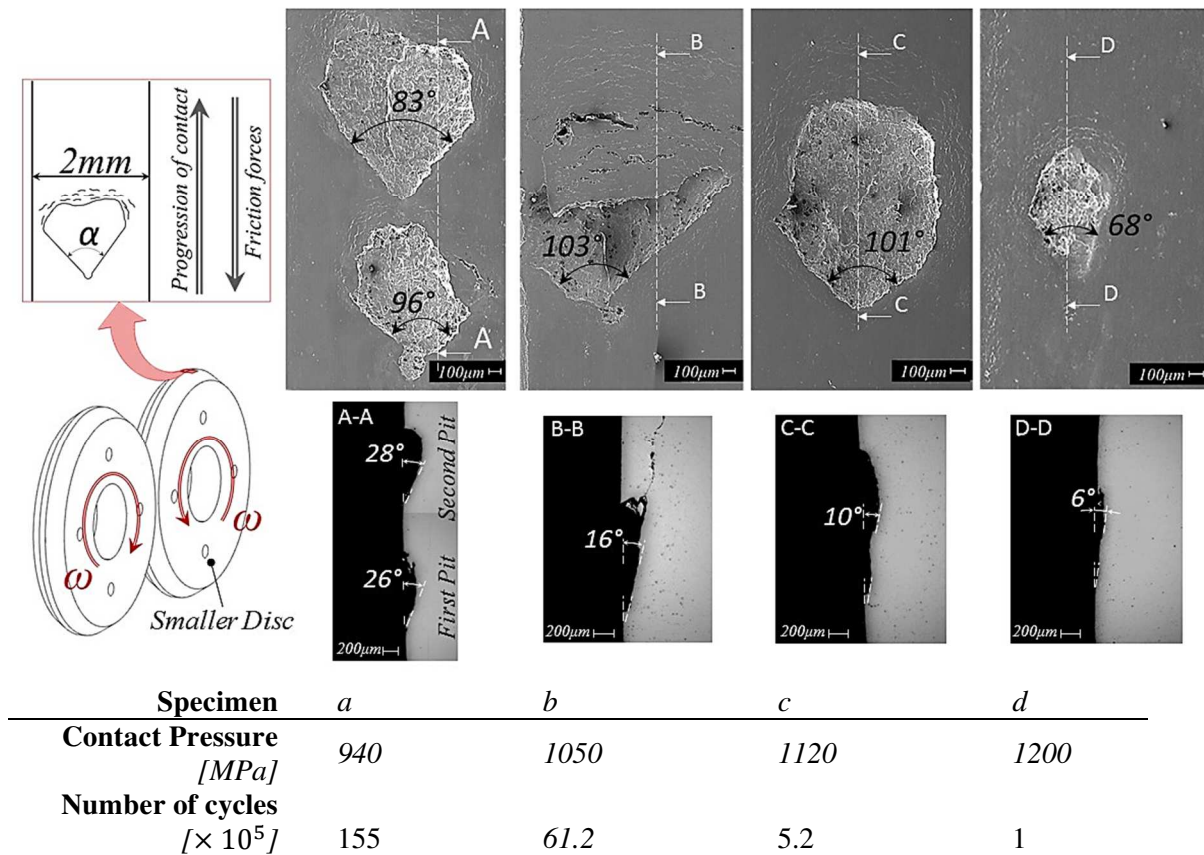 2mm
α
Progression of contact
Friction forces
ω
ω
Smaller Disc
A
83°
96°
A
100μm
B
103°
B
100μm
C
101°
C
100μm
D
68°
D
100μm
A-A
28°
Second Pit
26°
First Pit
200μm
B-B
16°
200μm
C-C
10°
200μm
D-D
6°
200μm
Specimen a b c d
Contact Pressure
[MPa] 940 1050 1120 1200
Number of cycles
[× 10⁵] 155 61.2 5.2 1